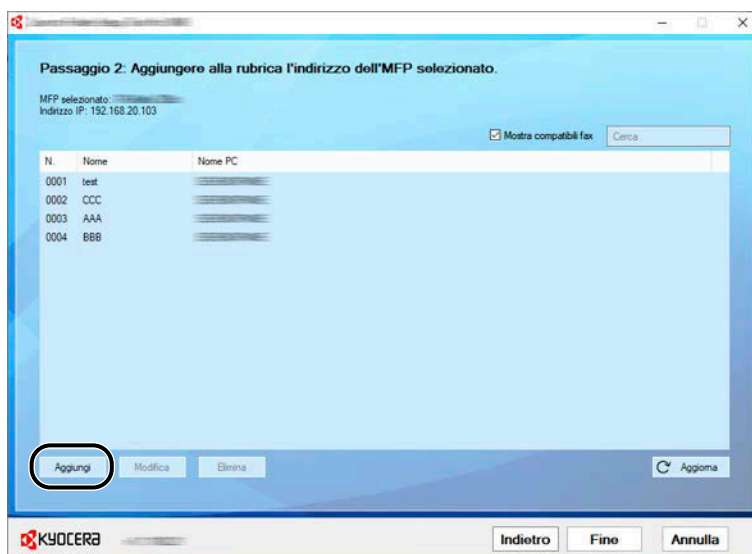 Passaggio 2: Aggiungere alla rubrica l'indirizzo dell'MFP selezionato.
MFP selezionato:
Indirizzo IP: 192.168.20.103
Mostra compatibili fax
Cerca
N. Nome Nome PC
0001 test
0002 CCC
0003 AAA
0004 BBB
Aggiungi Modifica Elimina Aggiorna
KYOCERA
Indietro Fine Annulla